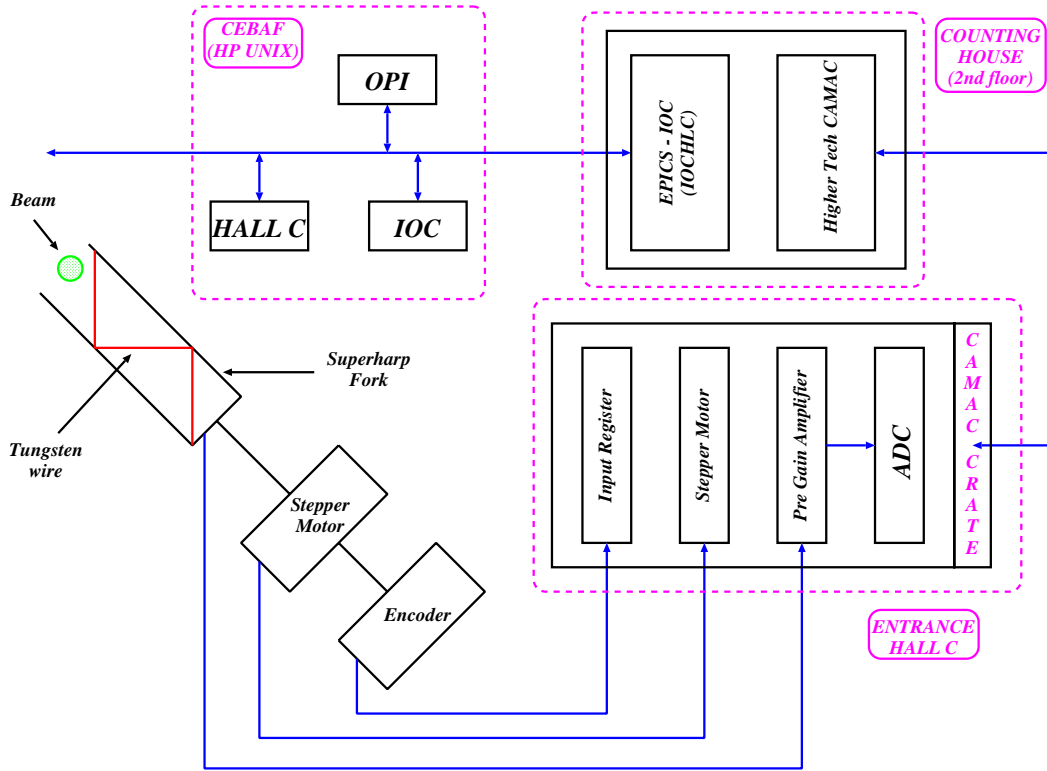 CEBAF
(HP UNIX)
OPI
HALL C
IOC
EPICS - IOC
(IOCHLC)
Higher Tech CAMAC
COUNTING
HOUSE
(2nd floor)
Beam
Superharp
Fork
Tungsten
wire
Stepper
Motor
Encoder
Input Register
Stepper Motor
Pre Gain Amplifier
ADC
CAMAC CRATE
ENTRANCE
HALL C